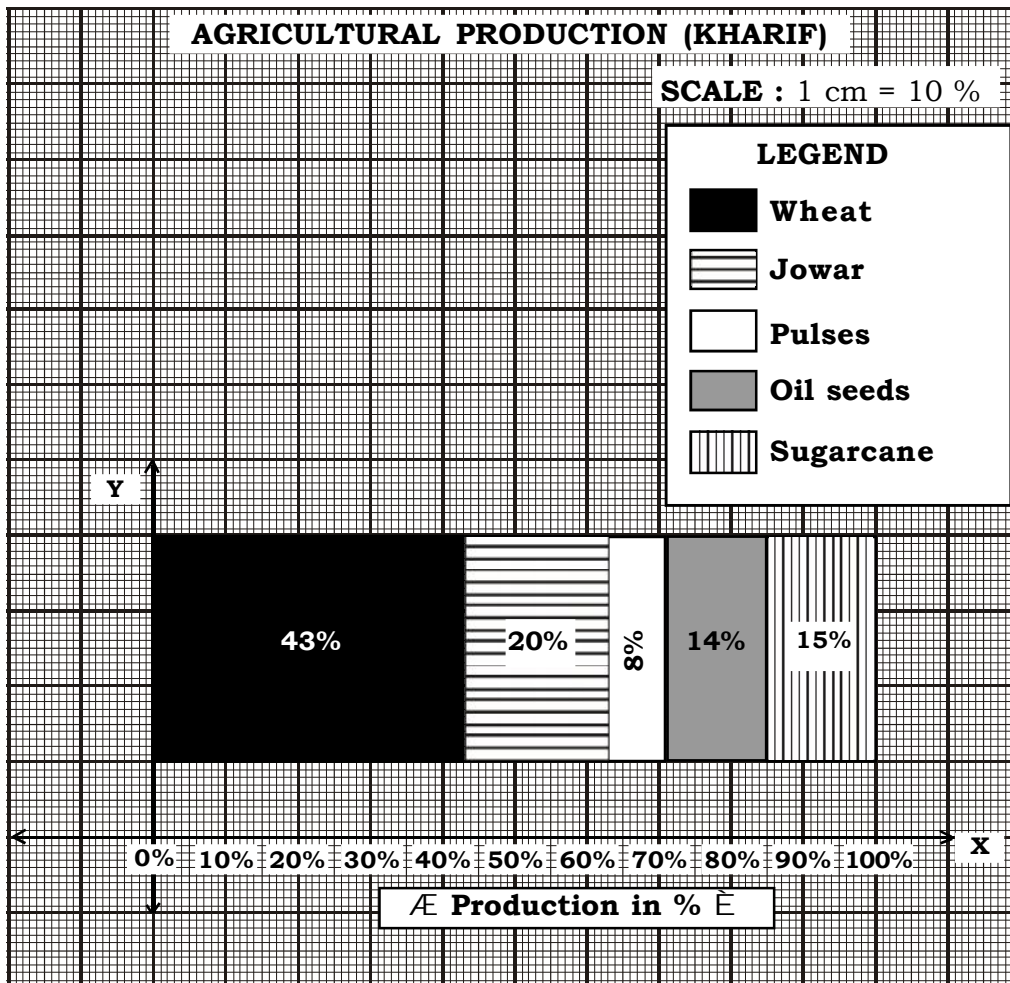 AGRICULTURAL PRODUCTION (KHARIF)
SCALE : 1 cm = 10 %
LEGEND
Wheat
Jowar
Pulses
Oil seeds
Sugarcane
Y
43% 20% 8% 14% 15%
X
0% 10% 20% 30% 40% 50% 60% 70% 80% 90% 100%
Æ Production in % È